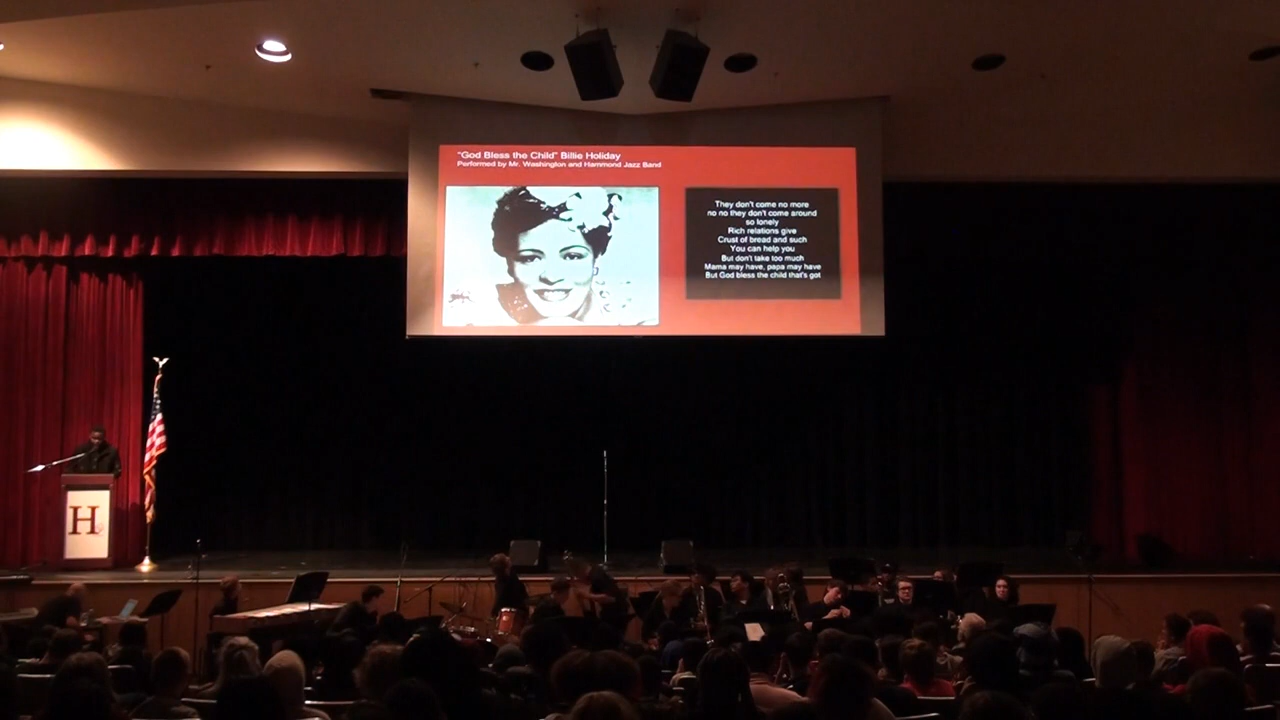 "God Bless the Child" Billie Holiday
Performed by Mr. Washington and Hammond Jazz Band
They don't come no more
no no they don't come around
so lonely
Rich relations give
Crust of bread and such
You can help you
But don't take too much
Mama may have, papa may have
But God bless the child that's got
H